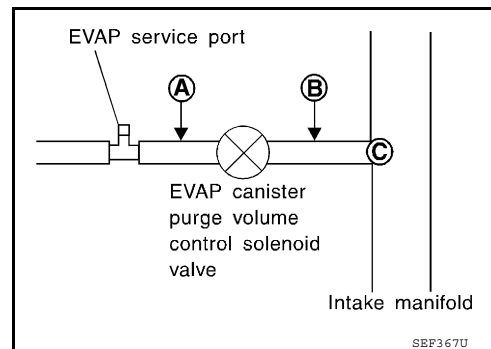 EVAP service port
A
B
C
EVAP canister
purge volume
control solenoid
valve
Intake manifold
SEF367U